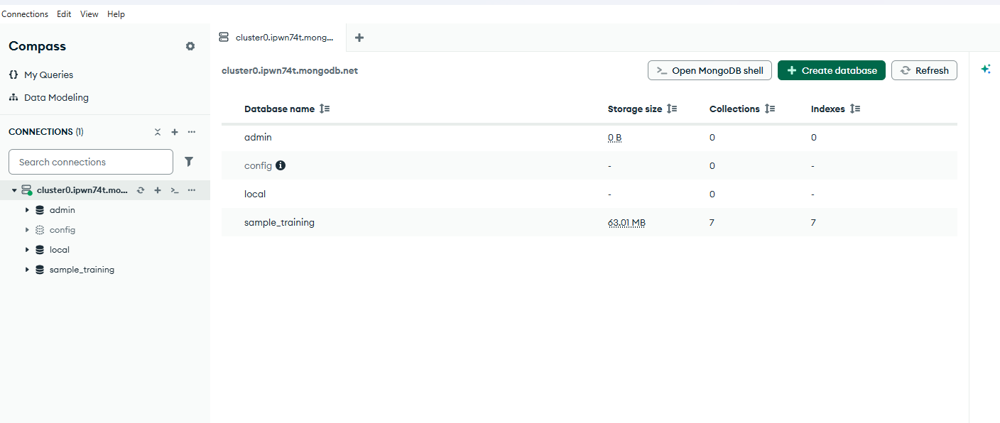 Connections Edit View Help
Compass
My Queries
Data Modeling
CONNECTIONS (1)
Search connections
cluster0.ipwn74t.mo...
admin
config
local
sample_training
cluster0.ipwn74t.mong...
cluster0.ipwn74t.mongodb.net
Open MongoDB shell Create database Refresh
Database name Storage size Collections Indexes
admin 0 B 0 0
config - 0 -
local - 0 -
sample_training 63.01 MB 7 7